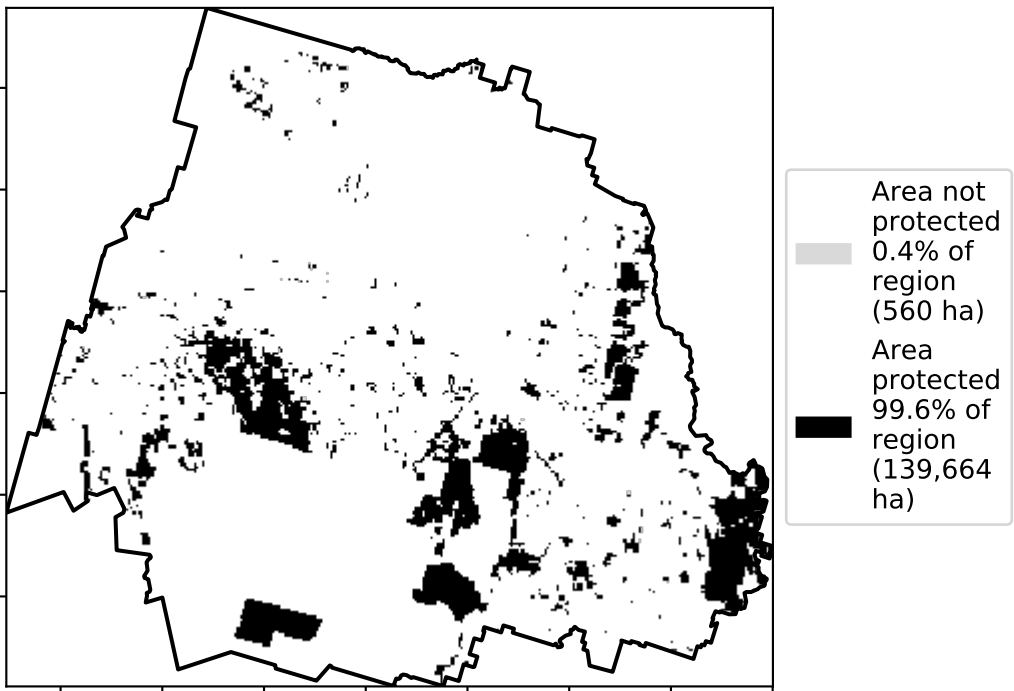 Area not
protected
0.4% of
region
(560 ha)
Area
protected
99.6% of
region
(139,664
ha)